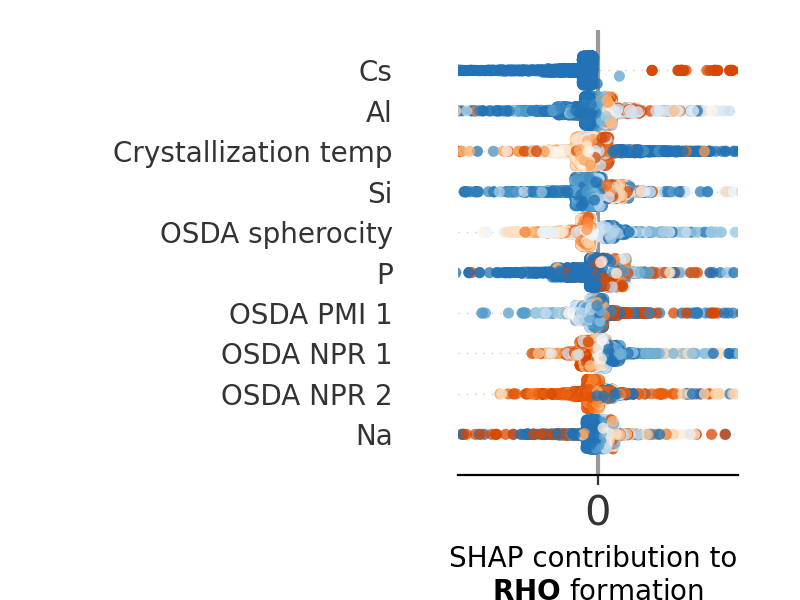 Cs
Al
Crystallization temp
Si
OSDA spherocity
P
OSDA PMI 1
OSDA NPR 1
OSDA NPR 2
Na
0
SHAP contribution to
RHO formation